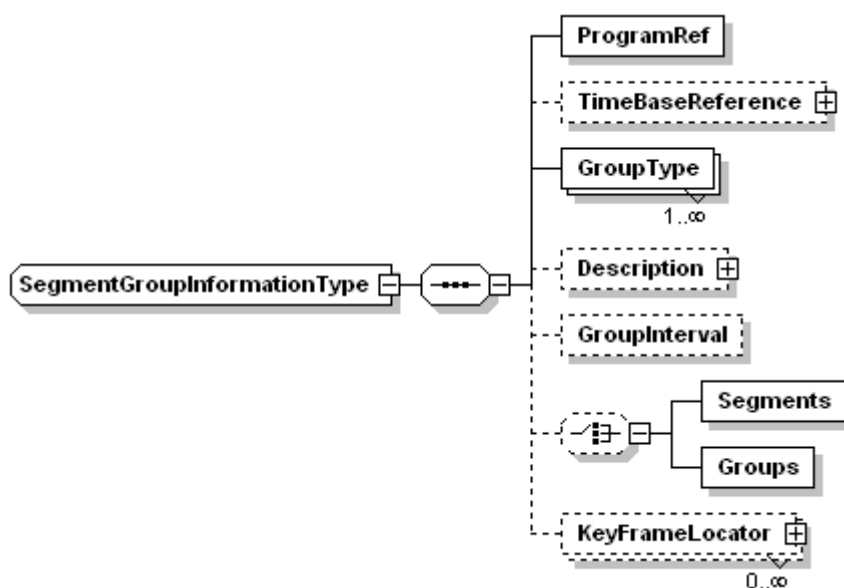 ProgramRef
TimeBaseReference
GroupType
1..∞
SegmentGroupInformationType
Description
GroupInterval
Segments
Groups
KeyFrameLocator
0..∞